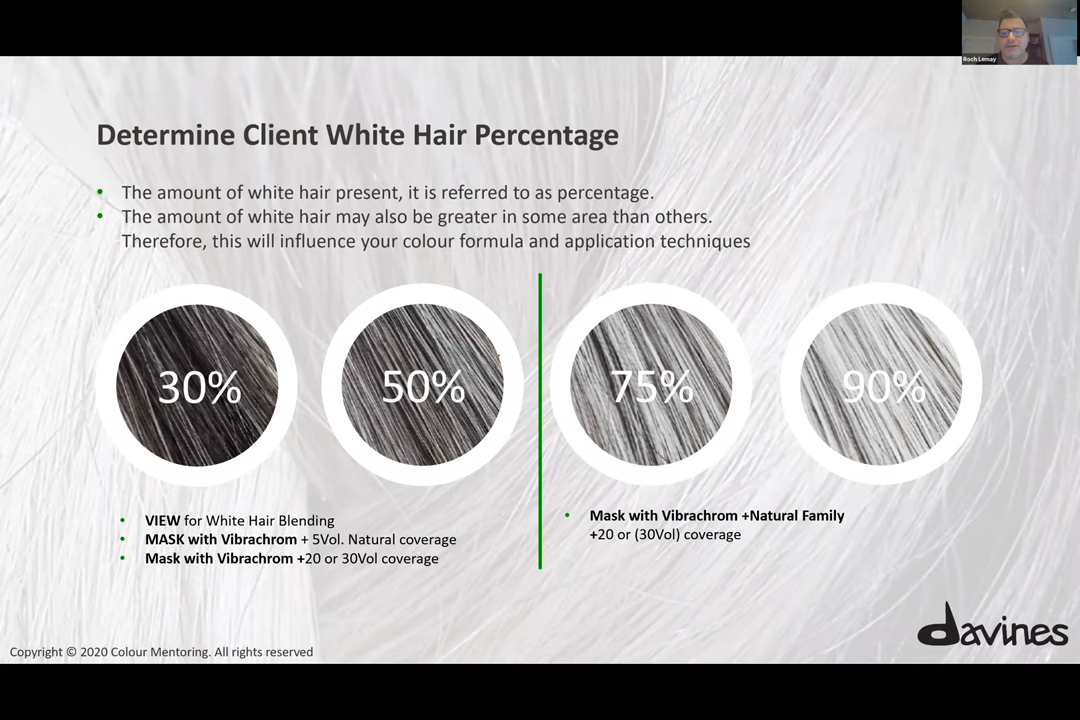 Roch Lemay
Determine Client White Hair Percentage
• The amount of white hair present, it is referred to as percentage.
• The amount of white hair may also be greater in some area than others.
Therefore, this will influence your colour formula and application techniques
30%
50%
75%
90%
• VIEW for White Hair Blending
• MASK with Vibrachrom + 5Vol. Natural coverage
• Mask with Vibrachrom +20 or 30Vol coverage
• Mask with Vibrachrom +Natural Family
+20 or (30Vol) coverage
davines
Copyright © 2020 Colour Mentoring. All rights reserved